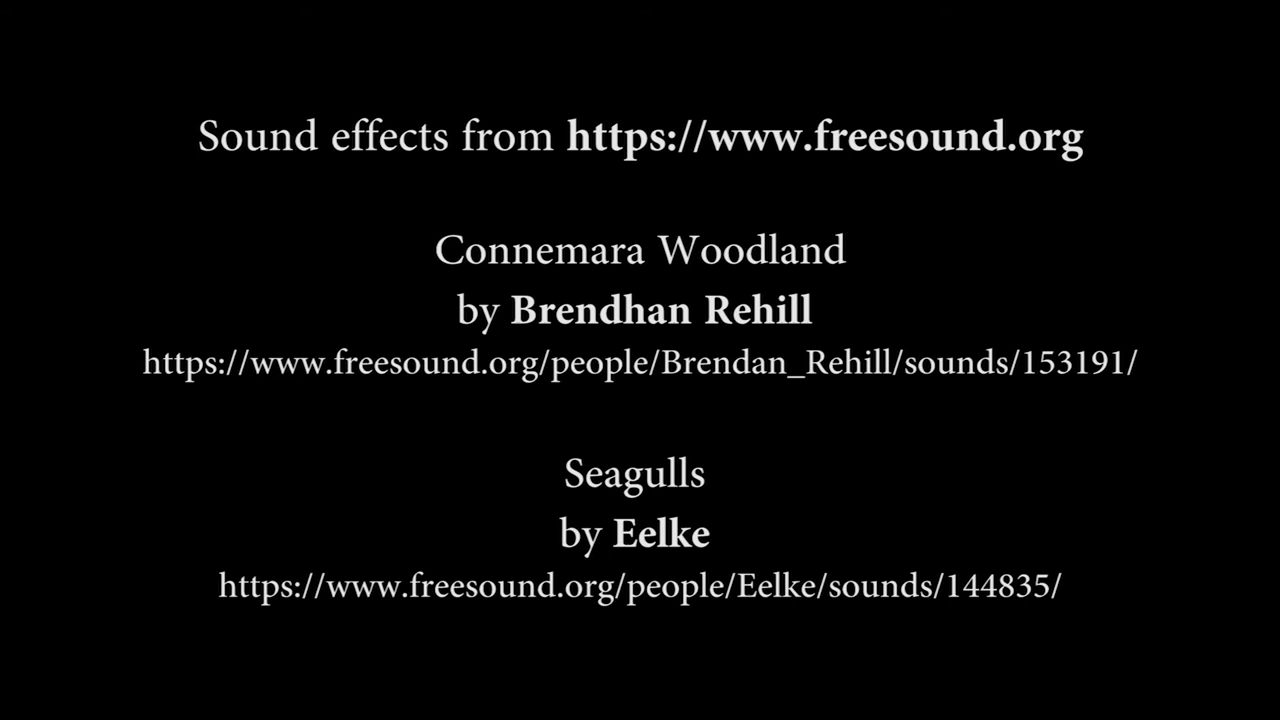 Sound effects from https://www.freesound.org
Connemara Woodland
by Brendhan Rehill
https://www.freesound.org/people/Brendan_Rehill/sounds/153191/
Seagulls
by Eelke
https://www.freesound.org/people/Eelke/sounds/144835/